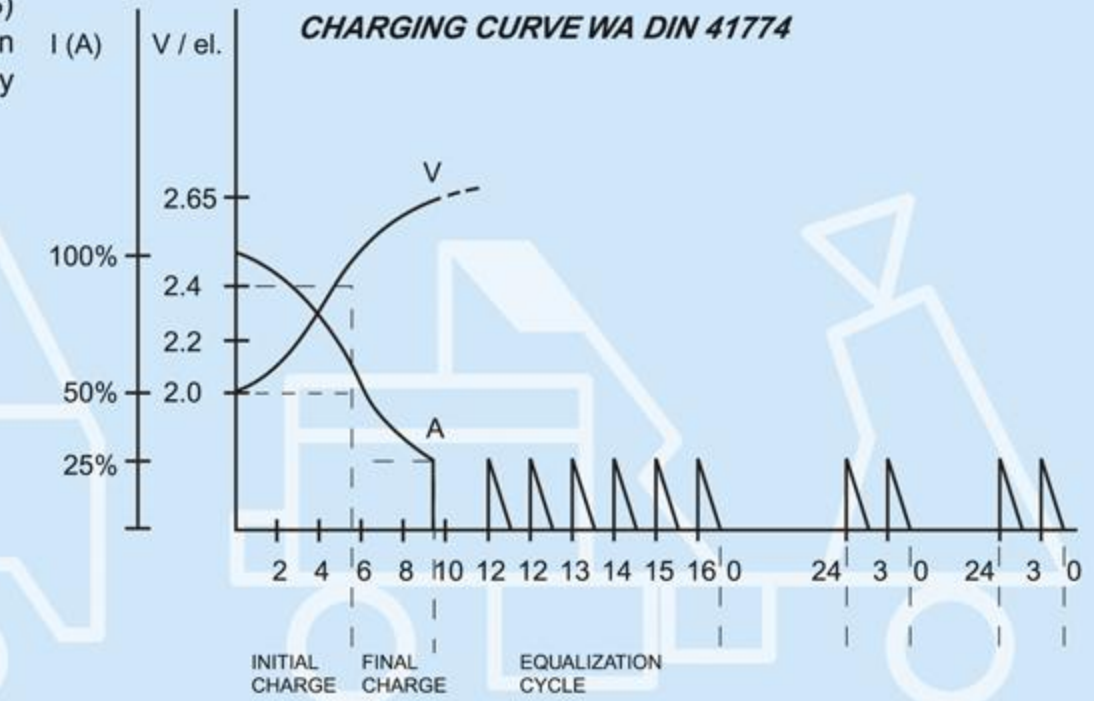 n
y
CHARGING CURVE WA DIN 41774
I (A)
V / el.
V
2.65
100%
2.4
2.2
50%
2.0
A
25%
2 4 6 8 10 12 12 13 14 15 16 0 24 3 0 24 3 0
INITIAL
CHARGE
FINAL
CHARGE
EQUALIZATION
CYCLE